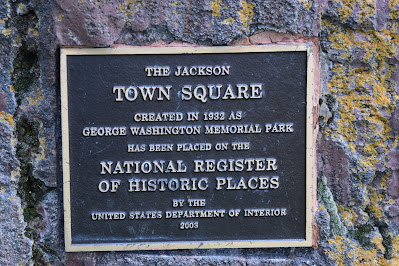 THE JACKSON
TOWN SQUARE
CREATED IN 1932 AS
GEORGE WASHINGTON MEMORIAL PARK
HAS BEEN PLACED ON THE
NATIONAL REGISTER
OF HISTORIC PLACES
BY THE
UNITED STATES DEPARTMENT OF INTERIOR
2003